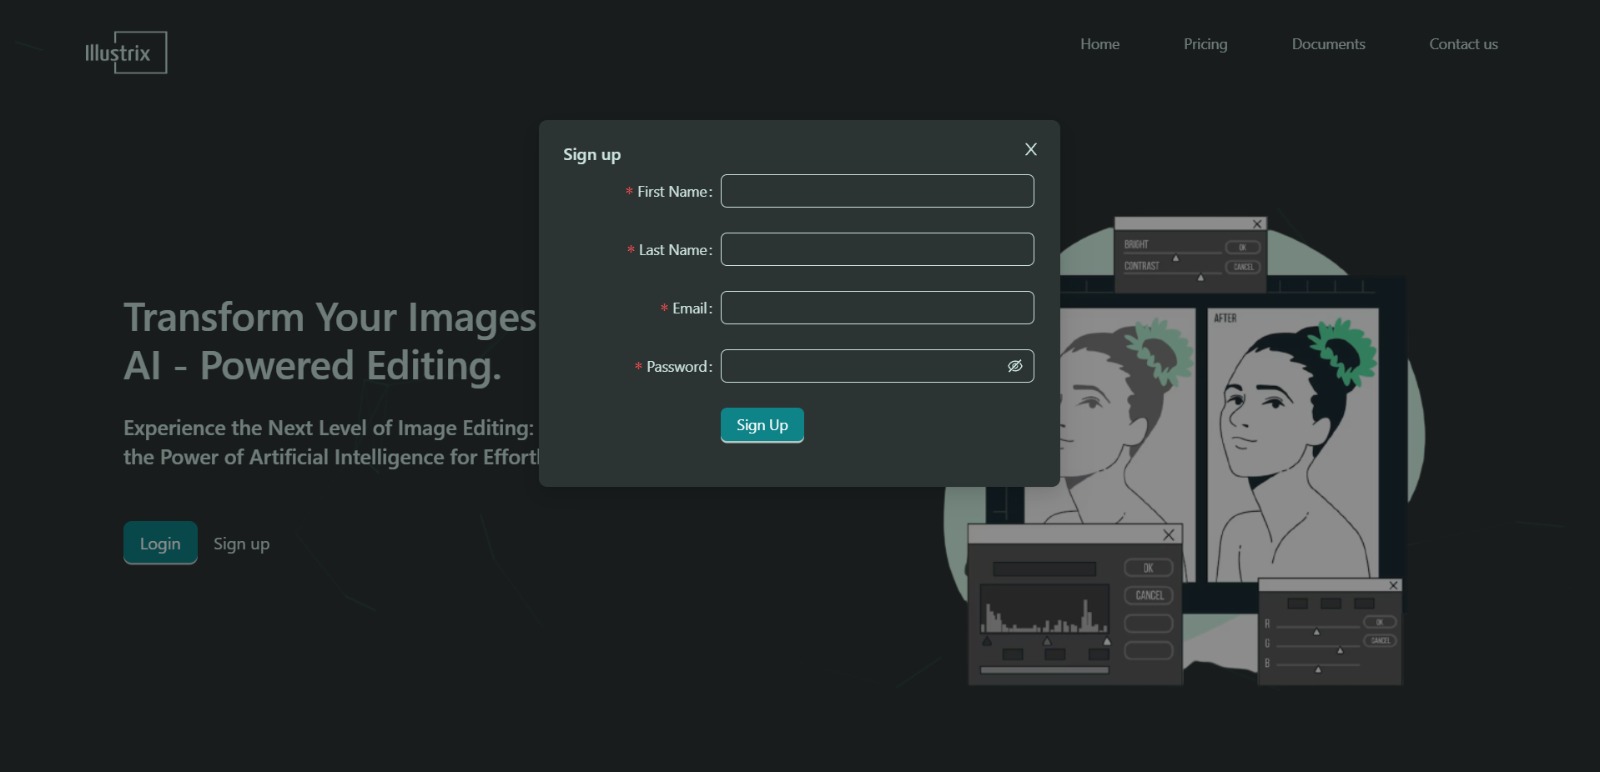 Illustrix
Home
Pricing
Documents
Contact us
Sign up
X
* First Name:
* Last Name:
* Email:
* Password:
Sign Up
Transform Your Images
AI - Powered Editing.
Experience the Next Level of Image Editing:
the Power of Artificial Intelligence for
Login
Sign up
BRIGHT
OK
CONTRAST
CANCEL
AFTER
OK
CANCEL
R
OK
G
CANCEL
B